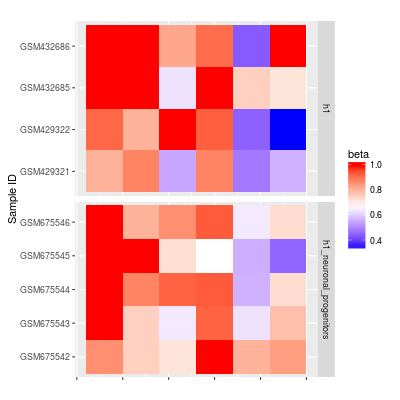 Sample ID
GSM432686
GSM432685
GSM429322
GSM429321
h1
GSM675546
GSM675545
GSM675544
GSM675543
GSM675542
h1_neuronal_progenitors
beta
1.0
0.8
0.6
0.4